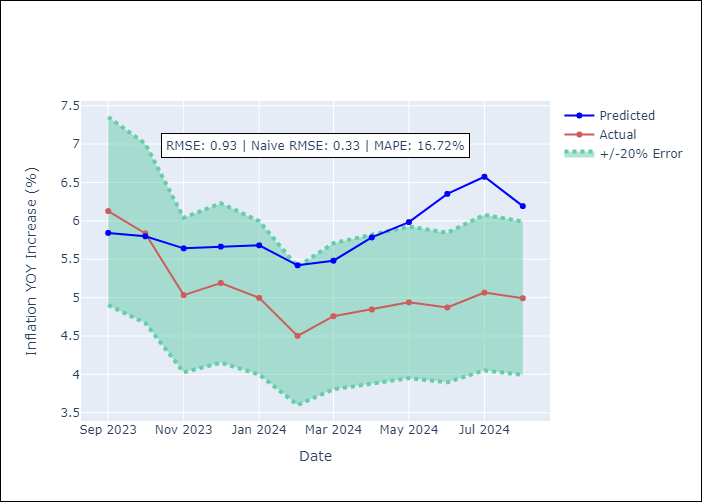 RMSE: 0.93 | Naive RMSE: 0.33 | MAPE: 16.72%
Predicted
Actual
+/-20% Error
Inflation YOY Increase (%)
7.5
7
6.5
6
5.5
5
4.5
4
3.5
Sep 2023 Nov 2023 Jan 2024 Mar 2024 May 2024 Jul 2024
Date